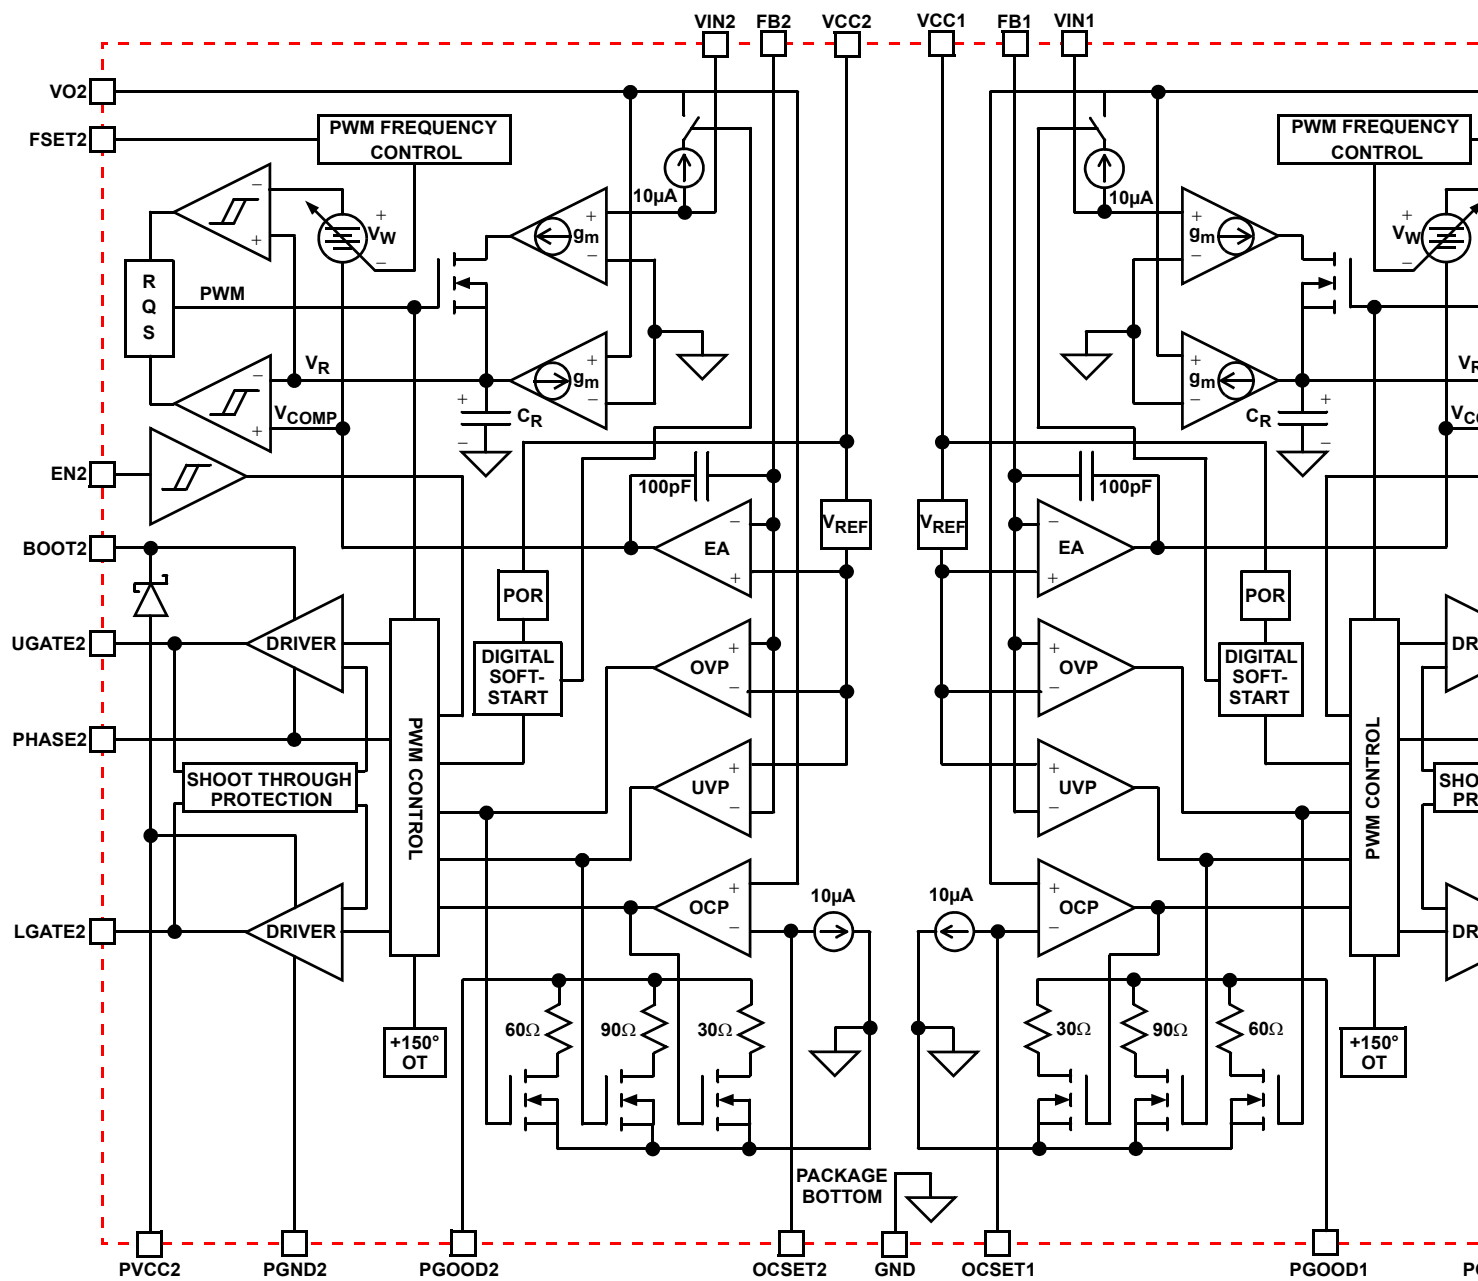 VIN2 FB2 VCC2 VCC1 FB1 VIN1
VO2
FSET2
PWM FREQUENCY
CONTROL
PWM FREQUENCY
CONTROL
10µA
10µA
−
+
+
VW
−
+
gm
−
+
gm
−
+
VW
−
R
Q
S
PWM
VR
−
VCOMP
+
+
gm
−
+
CR
−
+
gm
−
CR
+
−
EN2
100pF
100pF
BOOT2
−
EA
+
VREF
VREF
−
EA
+
POR
POR
UGATE2
DRIVER
DIGITAL
SOFT-
START
+
OVP
−
+
OVP
−
DIGITAL
SOFT-
START
PHASE2
PWM CONTROL
PWM CONTROL
SHOOT THROUGH
PROTECTION
+
UVP
−
+
UVP
−
LGATE2
DRIVER
+
OCP
−
10µA
10µA
+
OCP
−
60Ω
90Ω
30Ω
30Ω
90Ω
60Ω
+150°
OT
+150°
OT
PACKAGE
BOTTOM
PVCC2 PGND2 PGOOD2 OCSET2 GND OCSET1 PGOOD1